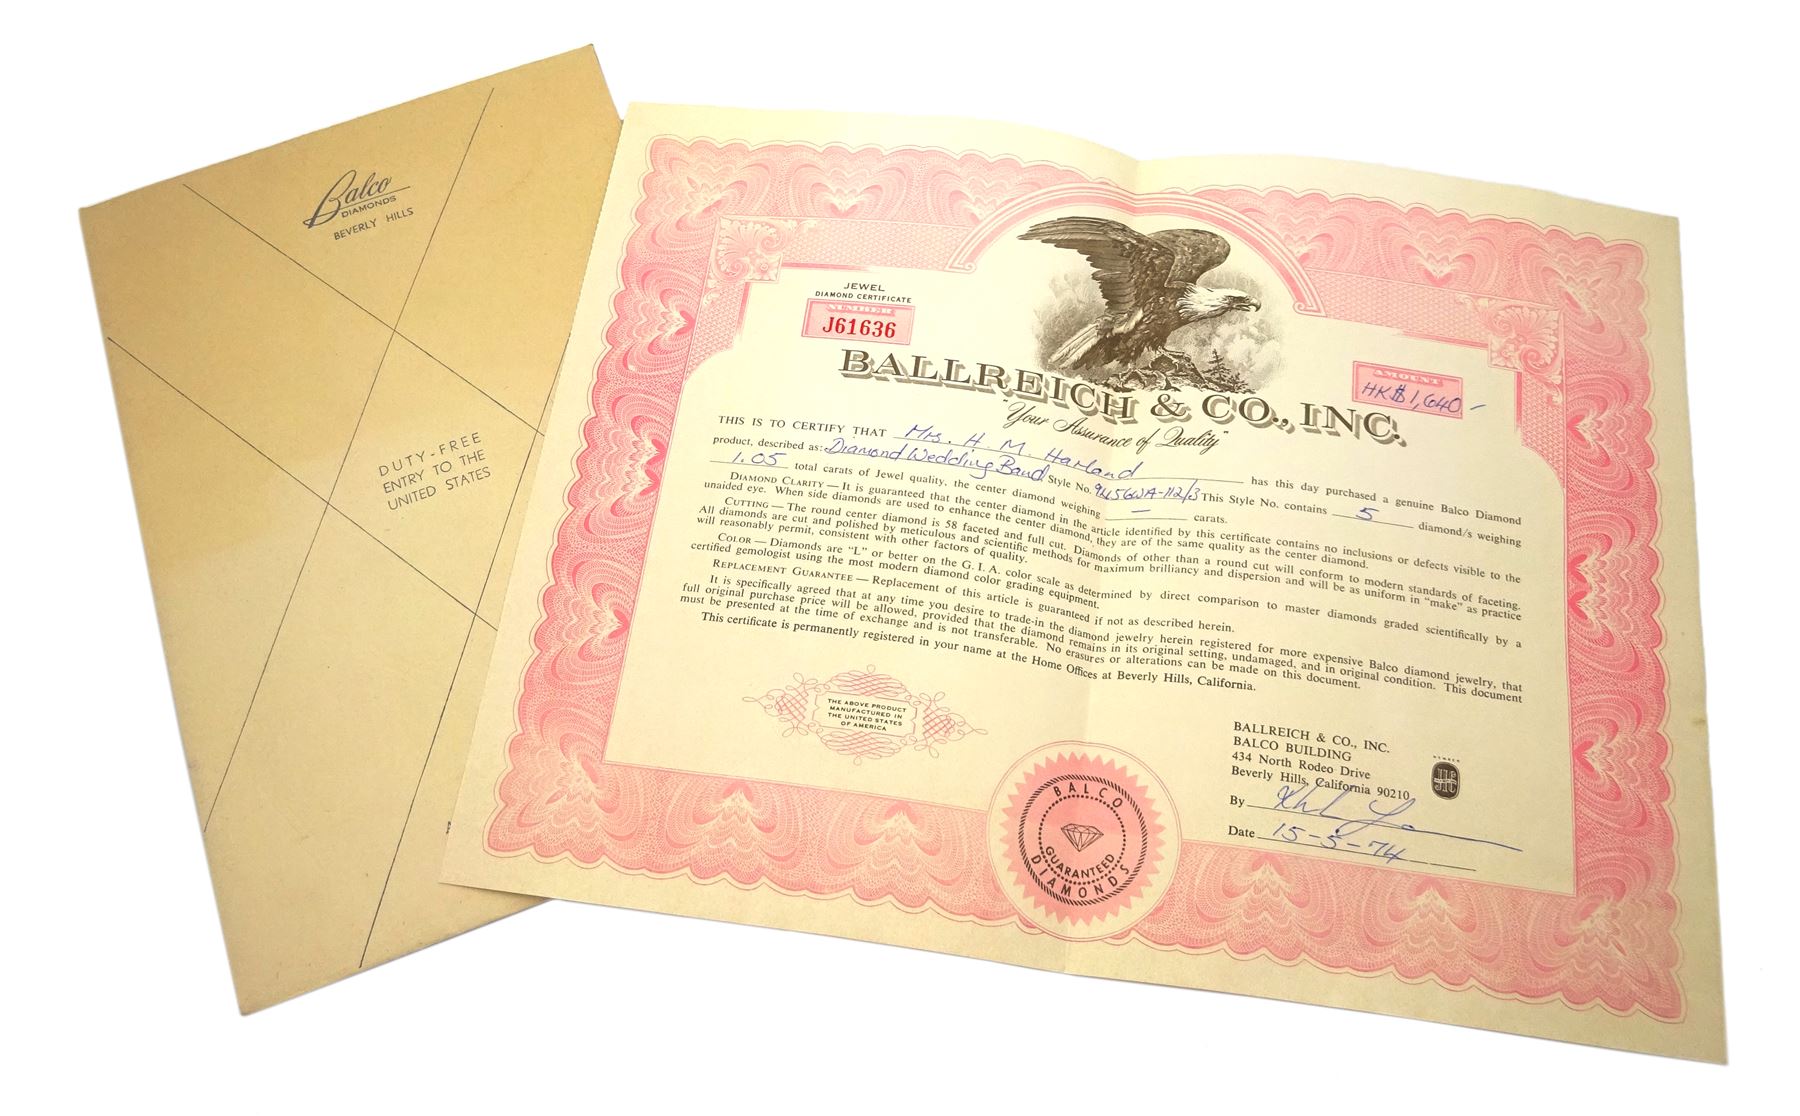 Balco
DIAMONDS
BEVERLY HILLS
DUTY-FREE
ENTRY TO THE
UNITED STATES
JEWEL
DIAMOND CERTIFICATE
NUMBER
J61636
AMOUNT
HK$1,640-
BALLREICH & CO., INC.
"Your Assurance of Quality"
THIS IS TO CERTIFY THAT Mrs. H. M. Harland has this day purchased a genuine Balco Diamond
product, described as: Diamond Wedding Band Style No. 9456WA-112/3 This Style No. contains 5 diamond/s weighing
1.05 total carats of Jewel quality, the center diamond weighing — carats.
DIAMOND CLARITY — It is guaranteed that the center diamond in the article identified by this certificate contains no inclusions or defects visible to the
unaided eye. When side diamonds are used to enhance the center diamond, they are of the same quality as the center diamond.
CUTTING — The round center diamond is 58 faceted and full cut. Diamonds of other than a round cut will conform to modern standards of faceting.
All diamonds are cut and polished by meticulous and scientific methods for maximum brilliancy and dispersion and will be as uniform in "make" as practice
will reasonably permit, consistent with other factors of quality.
COLOR — Diamonds are "L" or better on the G. I. A. color scale as determined by direct comparison to master diamonds graded scientifically by a
certified gemologist using the most modern diamond color grading equipment.
REPLACEMENT GUARANTEE — Replacement of this article is guaranteed if not as described herein.
It is specifically agreed that at any time you desire to trade-in the diamond jewelry herein registered for more expensive Balco diamond jewelry, that
full original purchase price will be allowed, provided that the diamond remains in its original setting, undamaged, and in original condition. This document
must be presented at the time of exchange and is not transferable. No erasures or alterations can be made on this document.
This certificate is permanently registered in your name at the Home Offices at Beverly Hills, California.
THE ABOVE PRODUCT
MANUFACTURED IN
THE UNITED STATES
OF AMERICA
BALCO
GUARANTEED
DIAMONDS
BALLREICH & CO., INC.
BALCO BUILDING
434 North Rodeo Drive
Beverly Hills, California 90210
MEMBER
By
Date 15-5-74